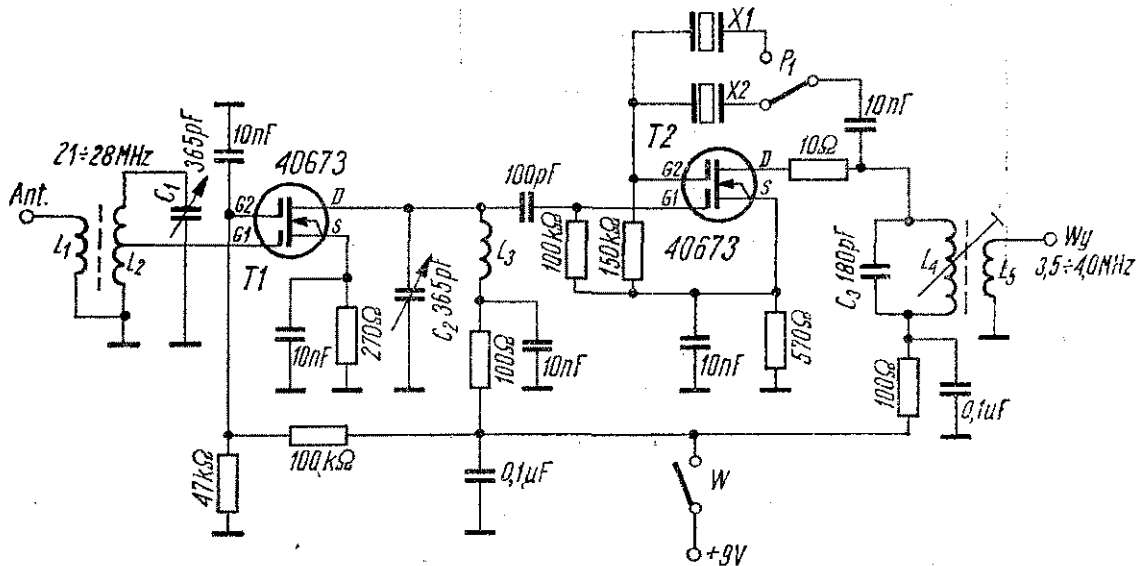 X1
P1
X2
10nF
T2
10Ω
G2
G1
D
S
40673
21÷28MHz
365pF
C1
10nF
40673
Ant.
L1
L2
G2
G1
D
S
T1
100pF
100kΩ
150kΩ
L3
C2 365pF
10nF
270Ω
100Ω
10nF
10nF
570Ω
C3 180pF
L4
L5
Wy
3,5÷4,0MHz
100Ω
0,1uF
47kΩ
100kΩ
0,1µF
W
+9V